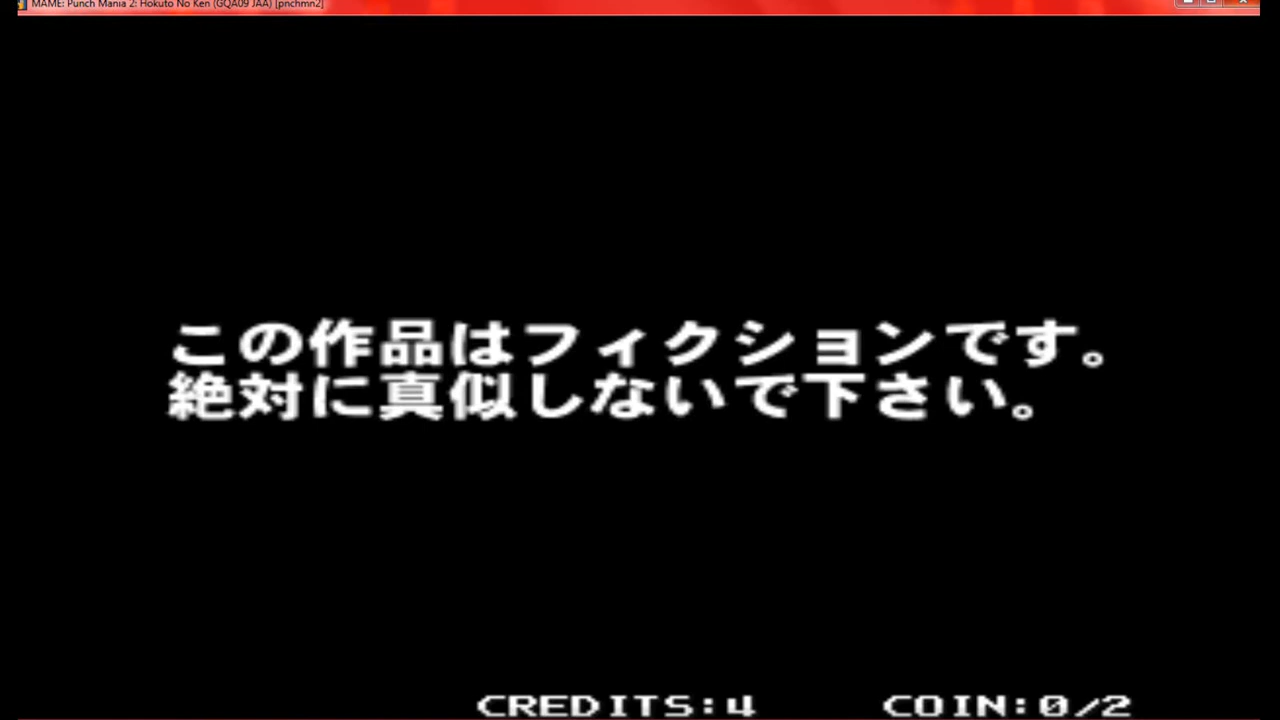 MAME: Punch Mania 2: Hokuto No Ken (GQA09 JAA) [pnchmn2]
この作品はフィクションです。
絶対に真似しないで下さい。
CREDITS:4 COIN:0/2